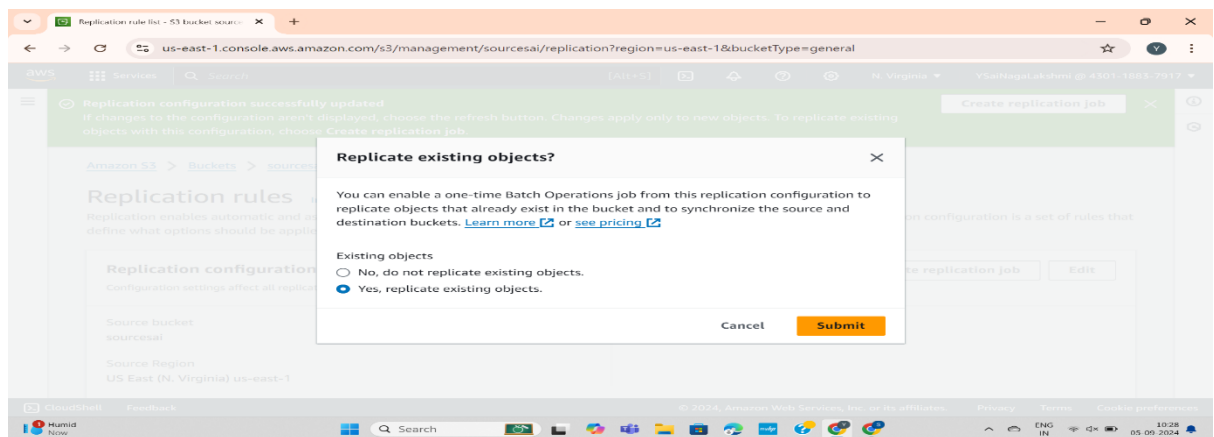 Replication rule list - S3 bucket source
us-east-1.console.aws.amazon.com/s3/management/sourcesai/replication?region=us-east-1&bucketType=general
Y
aws
Services
Search
[Alt+S]
N. Virginia
Replication configuration successfully updated
If changes to the configuration aren't displayed, choose the refresh button. Changes apply only to new objects. To replicate existing
objects with this configuration, choose Create replication job.
Create replication job
Amazon S3 > Buckets >
Replication rules
Replication enables automatic and
on configuration is a set of rules that
define what options should be
Replication configuration
Edit
Configuration settings affect all
Source bucket
sourcesai
Source Region
US East (N. Virginia) us-east-1
Replicate existing objects?
You can enable a one-time Batch Operations job from this replication configuration to
replicate objects that already exist in the bucket and to synchronize the source and
destination buckets. Learn more or see pricing
Existing objects
No, do not replicate existing objects.
Yes, replicate existing objects.
Cancel
Submit
CloudShell
Feedback
© 2024, Amazon Web Services, Inc. or its affiliates.
Privacy
Terms
Cookie preferences
Humid
Now
Search
ENG
IN
10:28
05-09-2024